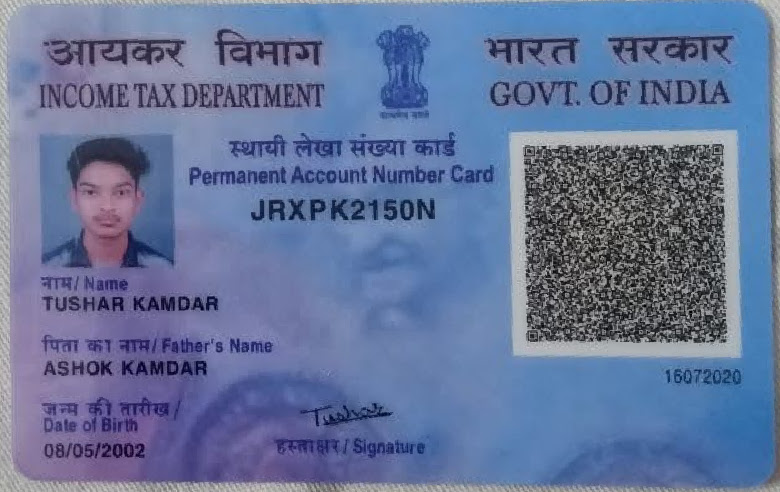 आयकर विभाग
INCOME TAX DEPARTMENT
भारत सरकार
GOVT. OF INDIA
सत्यमेव जयते
स्थायी लेखा संख्या कार्ड
Permanent Account Number Card
JRXPK2150N
नाम/ Name
TUSHAR KAMDAR
पिता का नाम/ Father's Name
ASHOK KAMDAR
जन्म की तारीख/
Date of Birth
08/05/2002
Tushar
हस्ताक्षर/ Signature
16072020